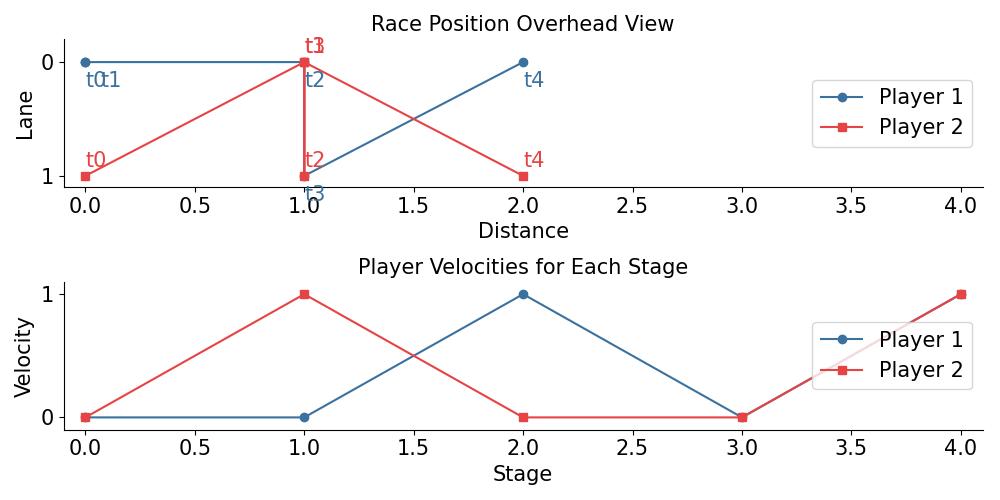 Race Position Overhead View
t1
t3
0
t0
t1
t2
t4
Lane
Player 1
Player 2
t0
t2
t4
1
t3
0.0 0.5 1.0 1.5 2.0 2.5 3.0 3.5 4.0
Distance
Player Velocities for Each Stage
1
Velocity
Player 1
Player 2
0
0.0 0.5 1.0 1.5 2.0 2.5 3.0 3.5 4.0
Stage